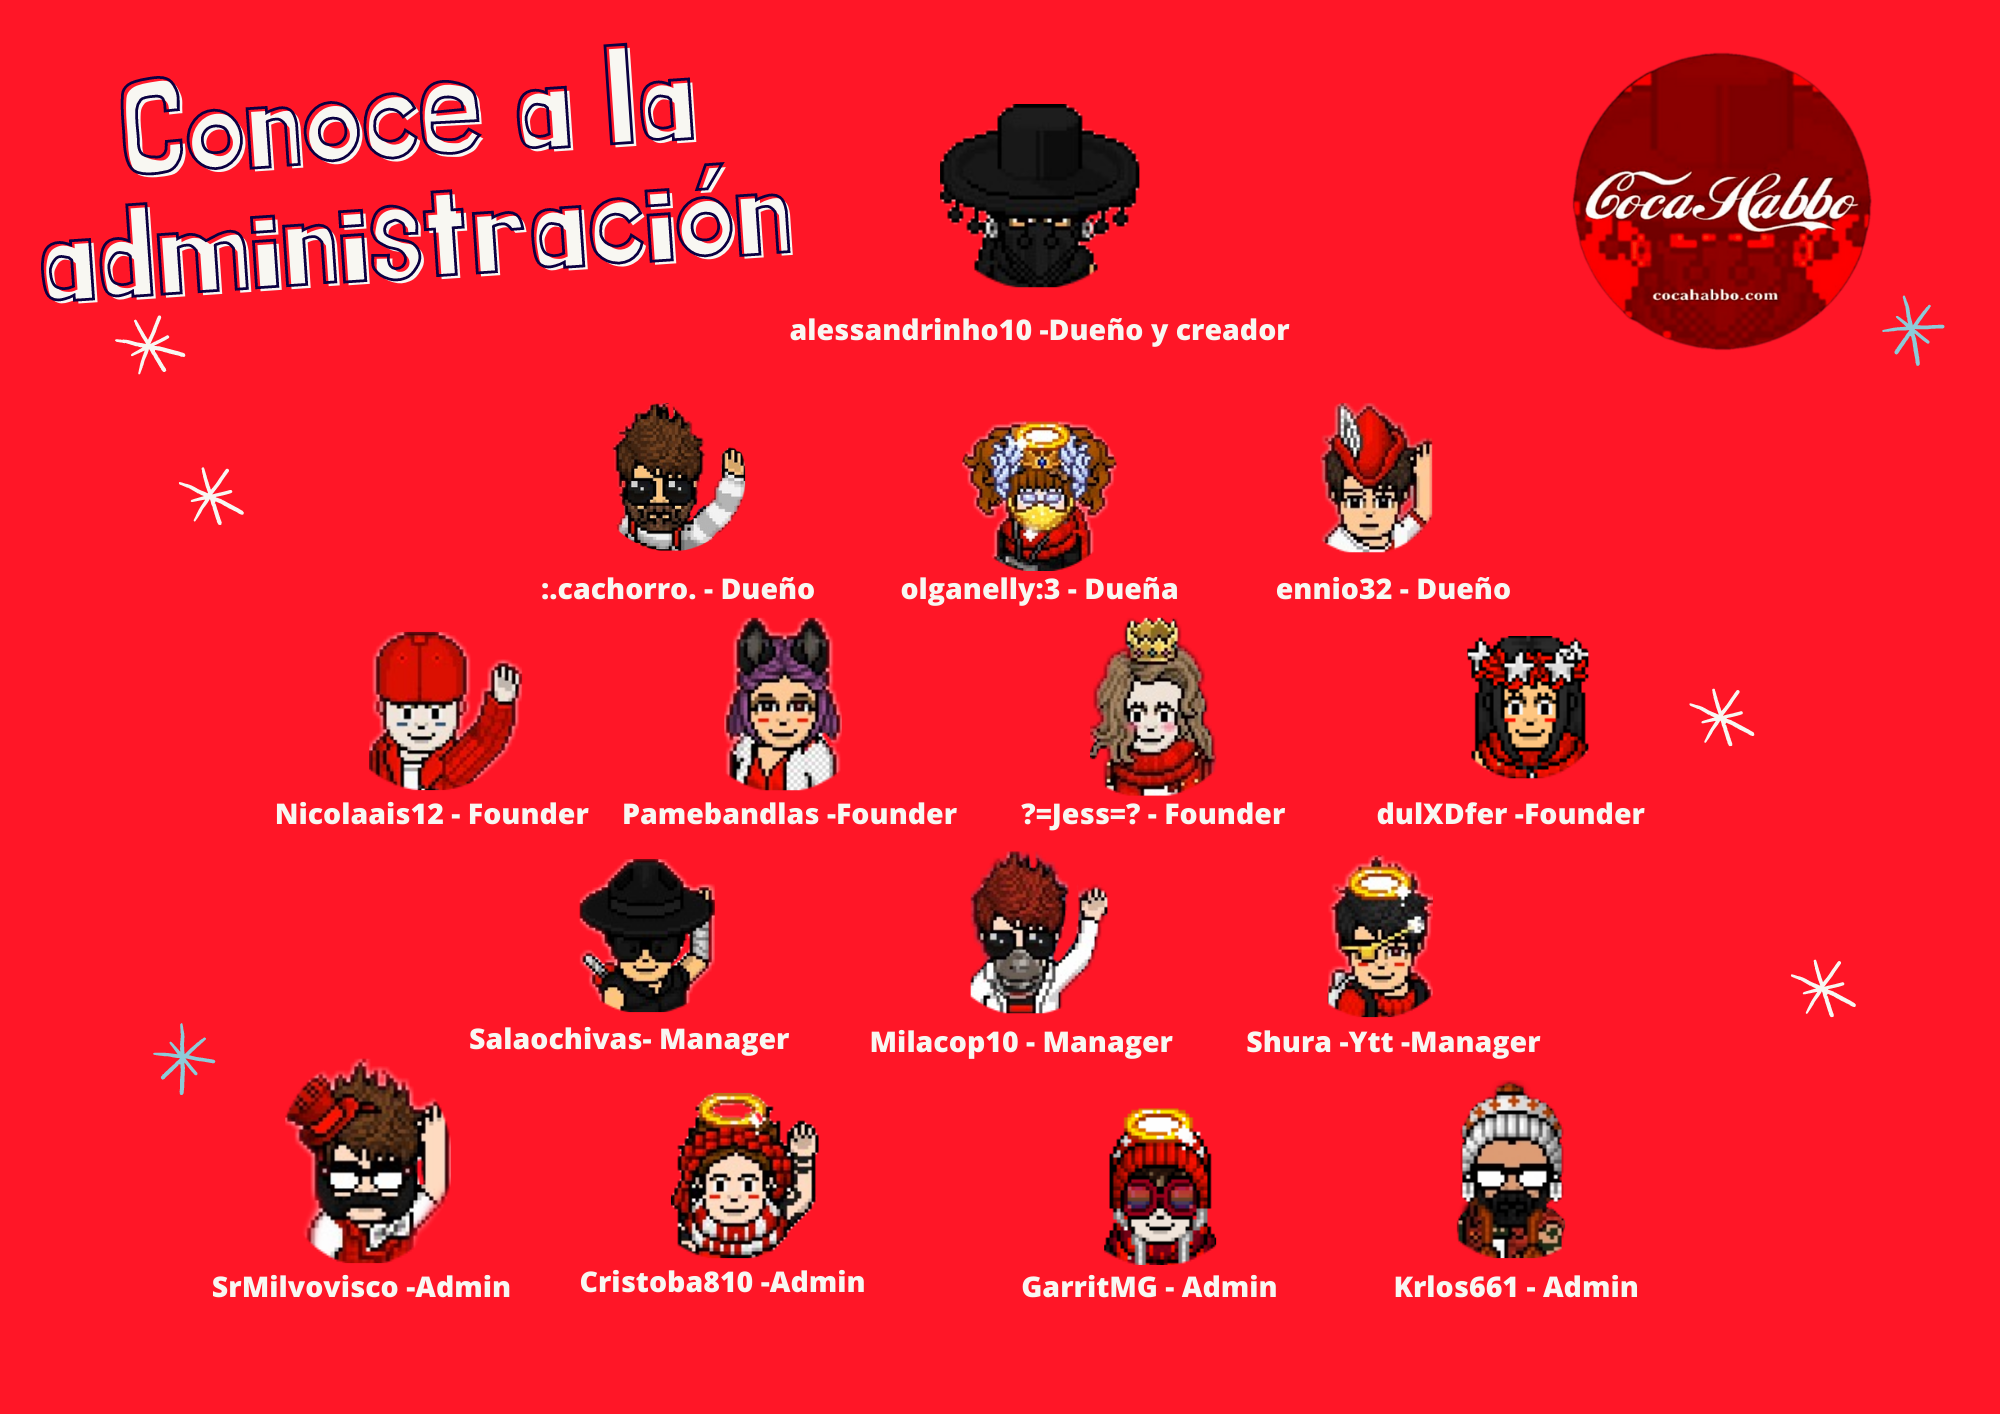 Conoce a la
administración
Coca Habbo
cocahabbo.com
alessandrinho10 -Dueño y creador
:.cachorro. - Dueño
olganelly:3 - Dueña
ennio32 - Dueño
Nicolaais12 - Founder
Pamebandlas -Founder
?=Jess=? - Founder
dulXDfer -Founder
Salaochivas- Manager
Milacop10 - Manager
Shura -Ytt -Manager
SrMilvovisco -Admin
Cristoba810 -Admin
GarritMG - Admin
Krlos661 - Admin